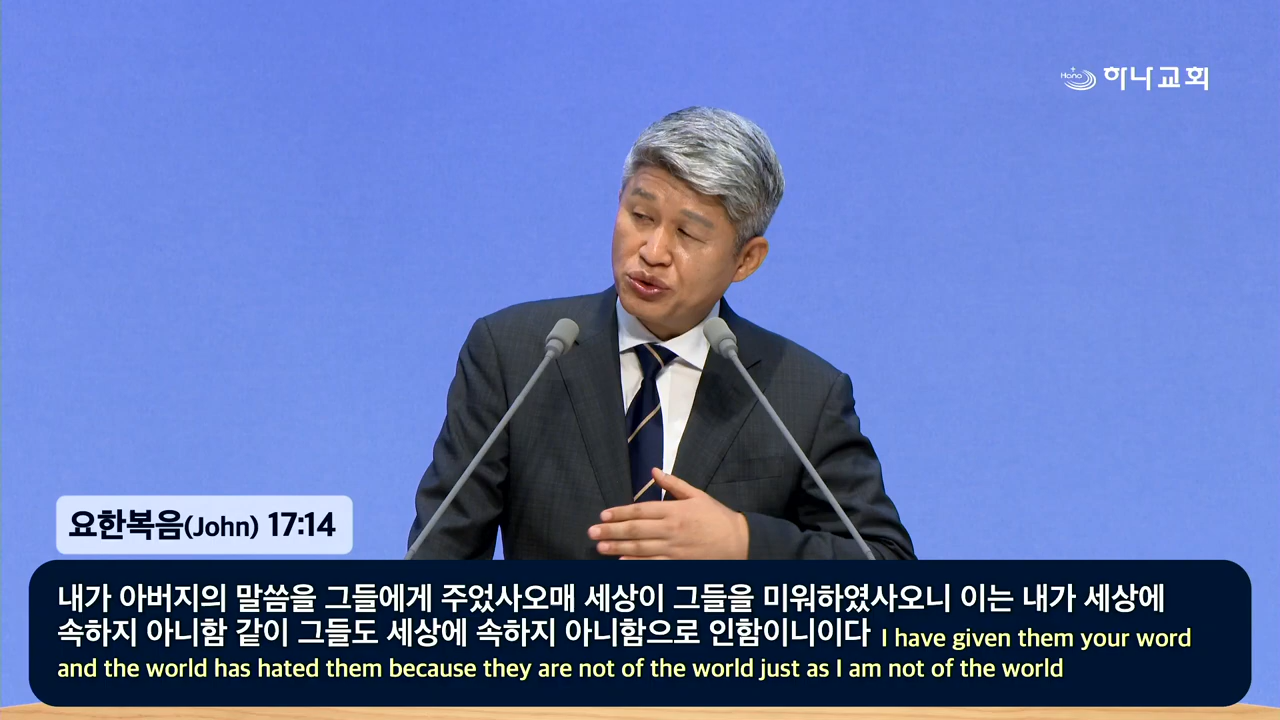 Hana 하나교회
요한복음(John) 17:14
내가 아버지의 말씀을 그들에게 주었사오매 세상이 그들을 미워하였사오니 이는 내가 세상에
속하지 아니함 같이 그들도 세상에 속하지 아니함으로 인함이니이다 I have given them your word
and the world has hated them because they are not of the world just as I am not of the world